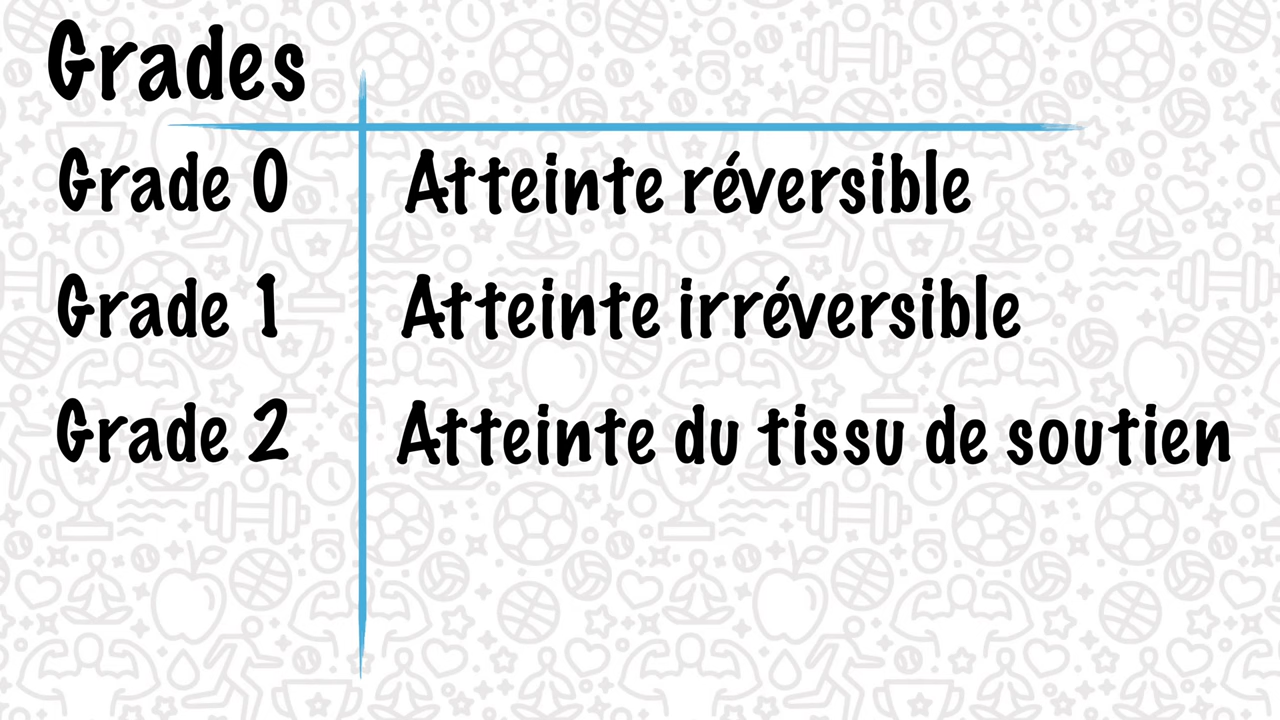 Grades
Grade 0 Atteinte réversible
Grade 1 Atteinte irréversible
Grade 2 Atteinte du tissu de soutien